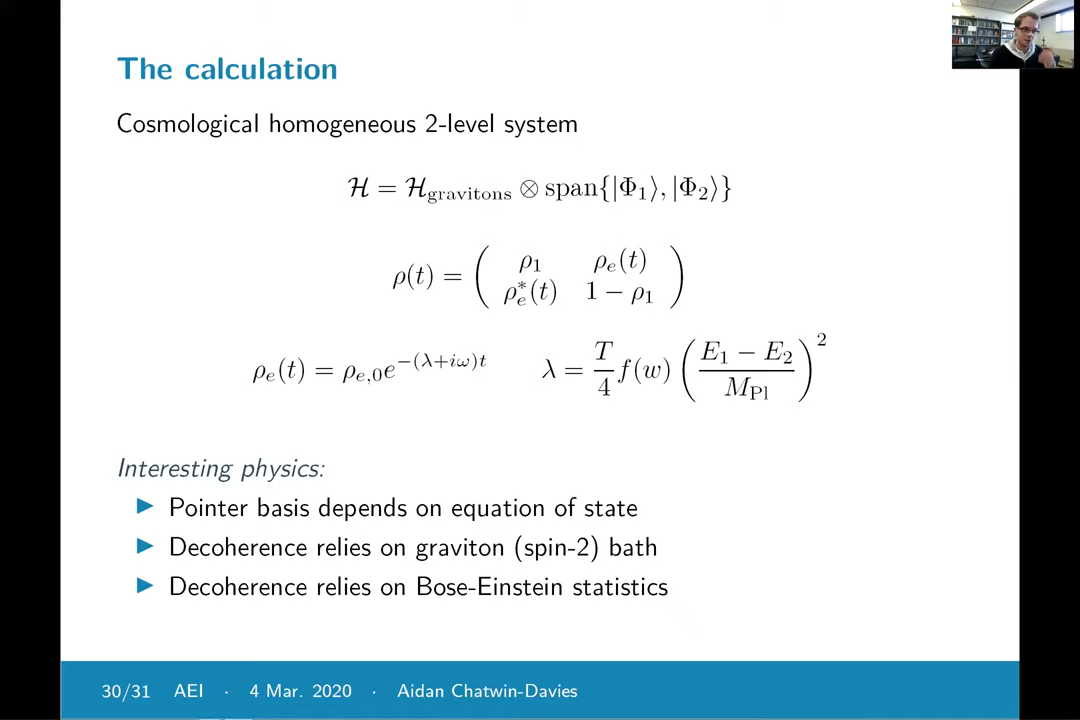 The calculation
Cosmological homogeneous 2-level system
ℋ = ℋ_gravitons ⊗ span{|Φ₁⟩, |Φ₂⟩}
ρ(t) = ( ρ₁ ρₑ(t)
ρₑ*(t) 1 − ρ₁ )
ρₑ(t) = ρₑ,₀e^{−(λ+iω)t} λ = T/4 f(w) ((E₁ − E₂)/M_Pl)²
Interesting physics:
▶ Pointer basis depends on equation of state
▶ Decoherence relies on graviton (spin-2) bath
▶ Decoherence relies on Bose-Einstein statistics
30/31 AEI · 4 Mar. 2020 · Aidan Chatwin-Davies